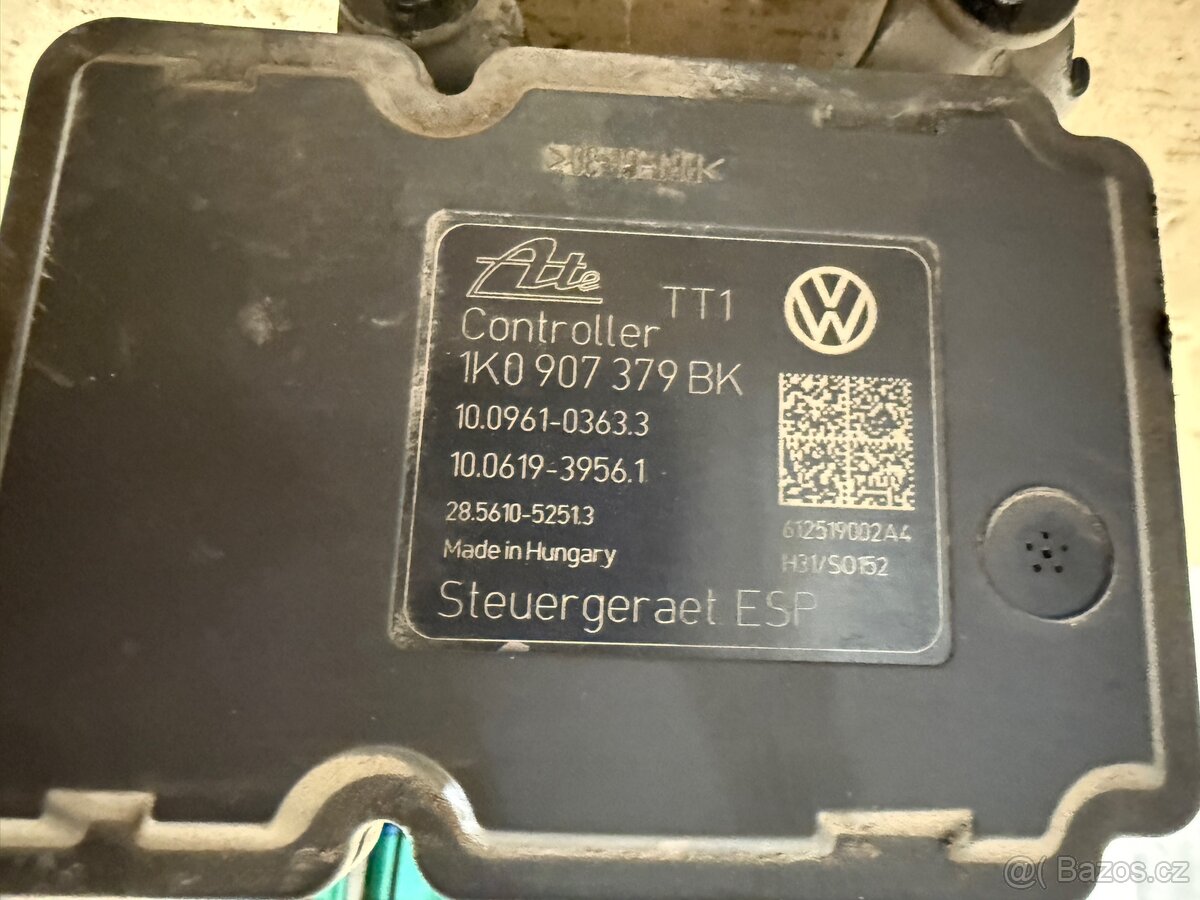 Ate
TT1
Controller
1K0 907 379 BK
10.0961-0363.3
10.0619-3956.1
28.5610-5251.3
Made in Hungary
612519002A4
H31/S0152
Steuergeraet ESP
@( Bazos.cz